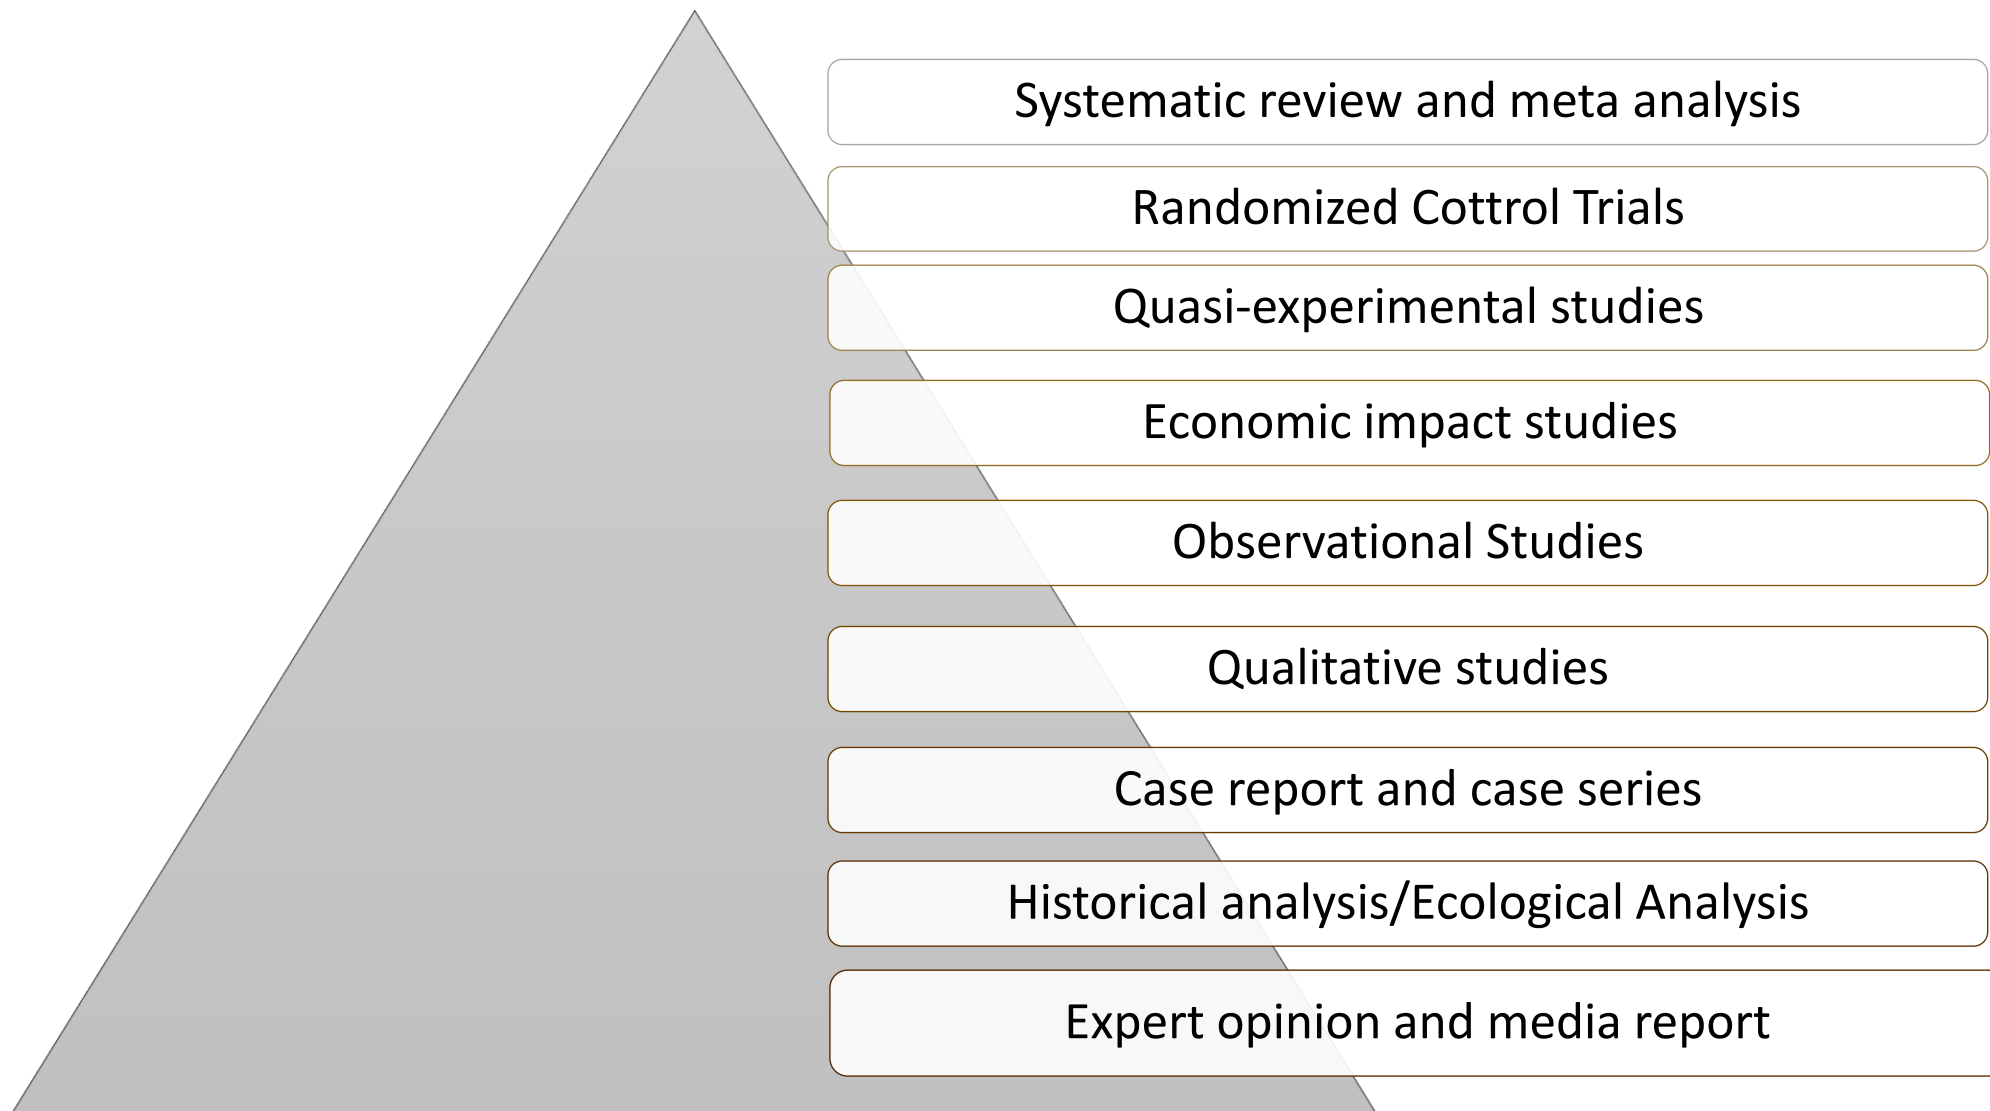 Systematic review and meta analysis
Randomized Cottrol Trials
Quasi-experimental studies
Economic impact studies
Observational Studies
Qualitative studies
Case report and case series
Historical analysis/Ecological Analysis
Expert opinion and media report